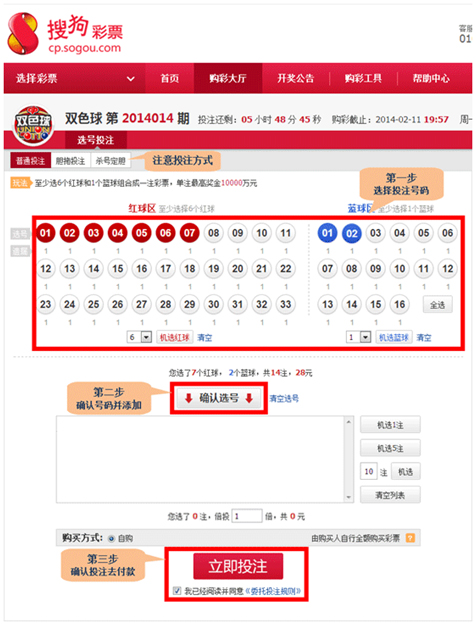 搜狗彩票
cp.sogou.com
客服
01
选择彩票 首页 购彩大厅 开奖公告 购彩工具 帮助中心
双色球
UNION LOTTO
双色球 第 2014014 期 投注还剩：05 小时 48 分 45 秒 购彩截止：2014-02-11 19:57 周一
选号投注
普通投注 胆拖投注 杀号定胆 注意投注方式
玩法 至少选6个红球和1个蓝球组合成一注彩票，单注最高奖金10000万元
第一步
选择投注号码
红球区 至少选择6个红球 蓝球区 至少选择1个蓝球
选号 01 02 03 04 05 06 07 08 09 10 11 01 02 03 04 05 06
遗漏 1 1 1 1 1 1 1 1 1 1 1 1 1 1 1 1 1
12 13 14 15 16 17 18 19 20 21 22 07 08 09 10 11 12
1 1 1 1 1 1 1 1 1 1 1 1 1 1 1 1 1
23 24 25 26 27 28 29 30 31 32 33 13 14 15 16 全选
1 1 1 1 1 1 1 1 1 1 1 1 1 1 1
6 机选红球 清空 1 机选蓝球 清空
您选了7个红球， 2个蓝球，共14注，28元
第二步
确认号码并添加
确认选号 清空选号
机选1注
机选5注
10 注 机选
清空列表
您选了 0 注，倍投 1 倍，共 0 元
购买方式： 自购 由购买人自行全额购买彩票 ?
第三步
确认投注去付款
立即投注
我已经阅读并同意《委托投注规则》